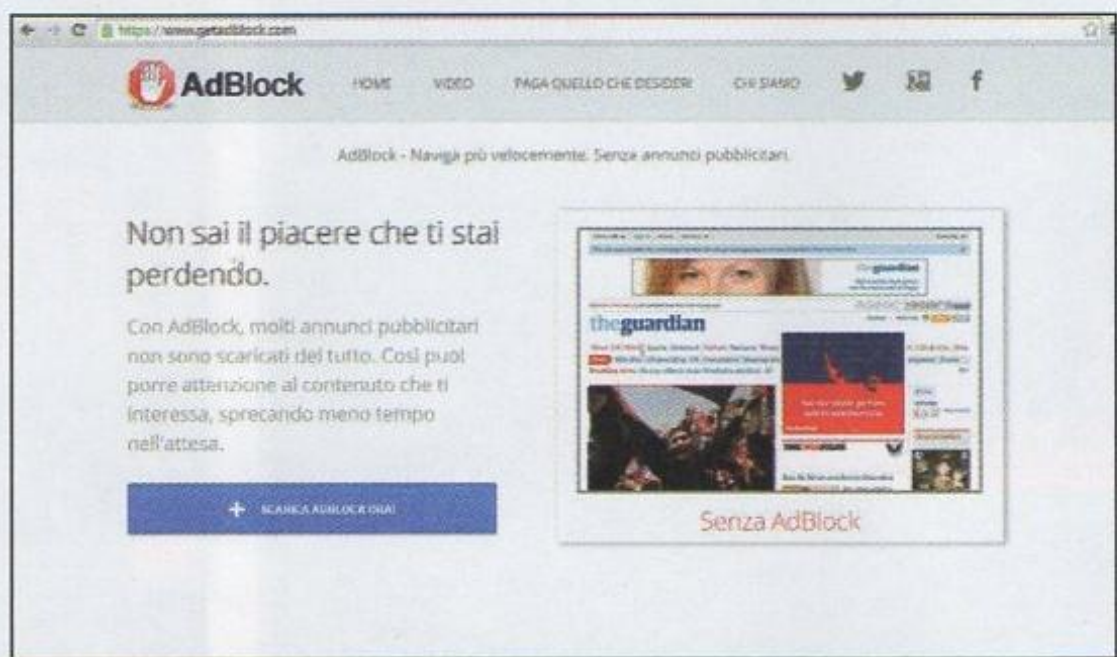 https://www.getadblock.com
AdBlock
HOME VIDEO PAGA QUELLO CHE DESIDERI CHI SIAMO
AdBlock - Naviga più velocemente. Senza annunci pubblicitari.
Non sai il piacere che ti stai
perdendo.
Con AdBlock, molti annunci pubblicitari
non sono scaricati del tutto. Così puoi
porre attenzione al contenuto che ti
interessa, sprecando meno tempo
nell'attesa.
SCARICA ADBLOCK ORA!
theguardian
theguardian
Senza AdBlock